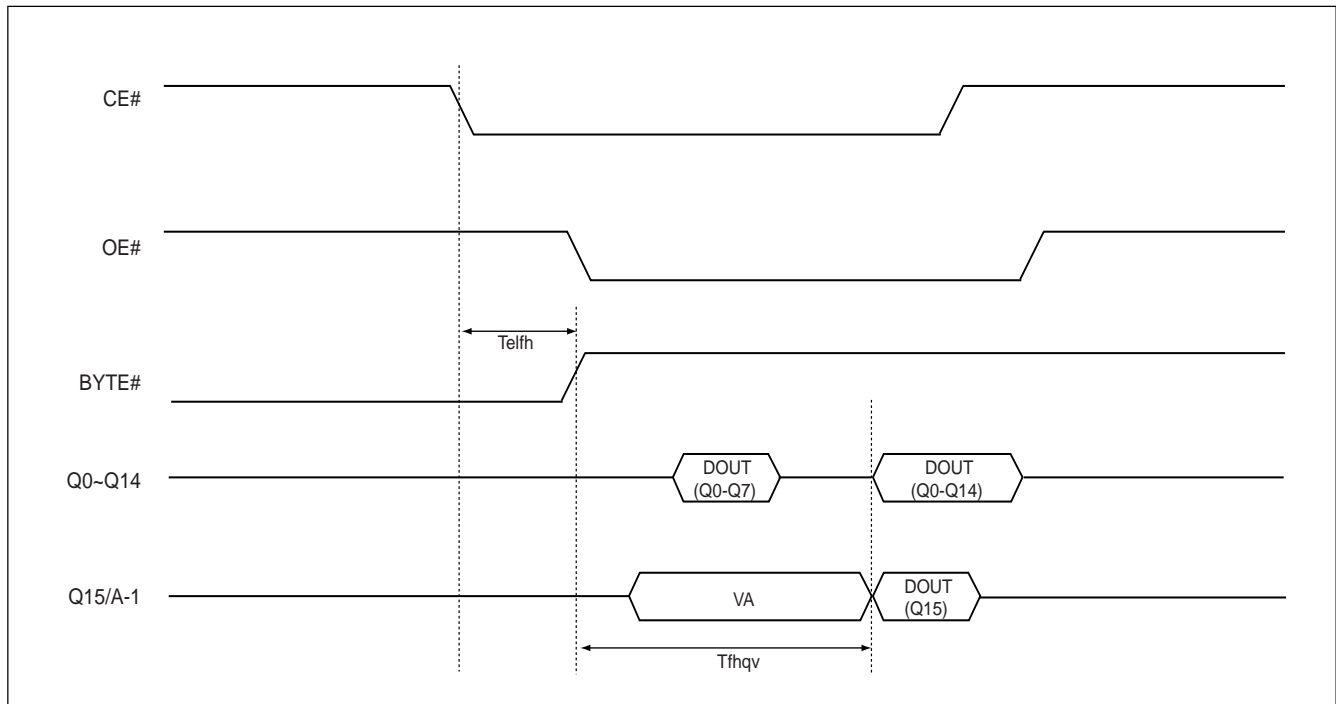 CE#
OE#
Telfh
BYTE#
Q0~Q14
DOUT
(Q0-Q7)
DOUT
(Q0-Q14)
Q15/A-1
VA
DOUT
(Q15)
Tfhqv